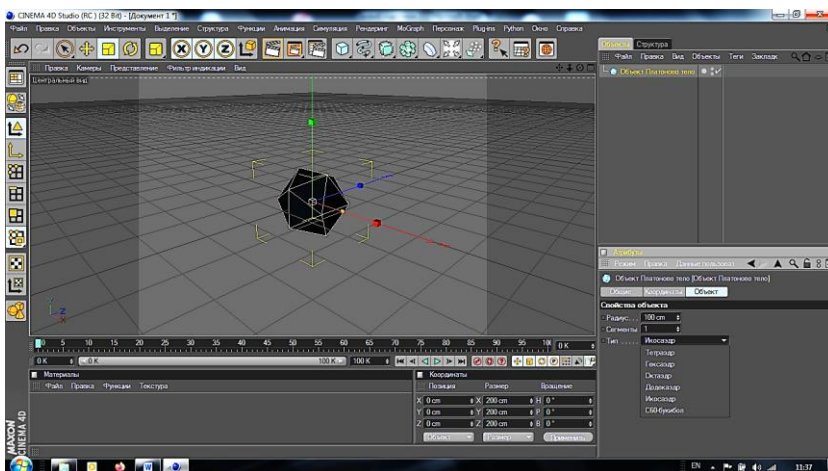 CINEMA 4D Studio (RC ) (32 Bit) - [Документ 1 *]
Файл Правка Объекты Инструменты Выделение Структура Функции Анимация Симуляция Рендеринг MoGraph Персонаж Plugins Python Окно Справка
Объекты Структура
Файл Правка Вид Объекты Теги Закладк
Объект Платоново тело
Правка Камеры Представление Фильтр индикации Вид
Центральный вид
Y
Z
X
Атрибуты
Режим Правка Данные пользоват
Объект Платоново тело [Объект Платоново тело]
Общие Координаты Объект
Свойства объекта
Радиус 100 cm
Сегменты 1
Тип Икосаэдр
Тетраэдр
Гексаэдр
Октаэдр
Додекаэдр
Икосаэдр
C60-букибол
0 5 10 15 20 25 30 35 40 45 50 55 60 65 70 75 80 85 90 95 10 0 K
0 K 0 K 100 K 100 K
Материалы
Файл Правка Функции Текстура
Координаты
Позиция Размер Вращение
X 0 cm X 200 cm H 0 °
Y 0 cm Y 200 cm P 0 °
Z 0 cm Z 200 cm B 0 °
Объект Размер Применить
MAXON
CINEMA 4D
EN 11:37